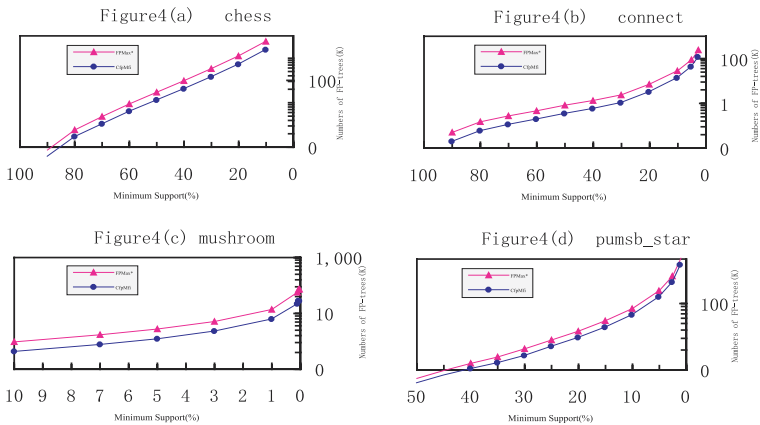 Figure4(a) chess
FPMax*
CfpMfi
100
0
Numbers of FP-trees(K)
100 80 60 40 20 0
Minimum Support(%)
Figure4(b) connect
FPMax*
CfpMfi
100
1
0
Numbers of FP-trees(K)
100 80 60 40 20 0
Minimum Support(%)
Figure4(c) mushroom
FPMax*
CfpMfi
1,000
10
0
Numbers of FP-trees(K)
10 9 8 7 6 5 4 3 2 1 0
Minimum Support(%)
Figure4(d) pumsb_star
FPMax*
CfpMfi
100
0
Numbers of FP-trees(K)
50 40 30 20 10 0
Minimum Support(%)